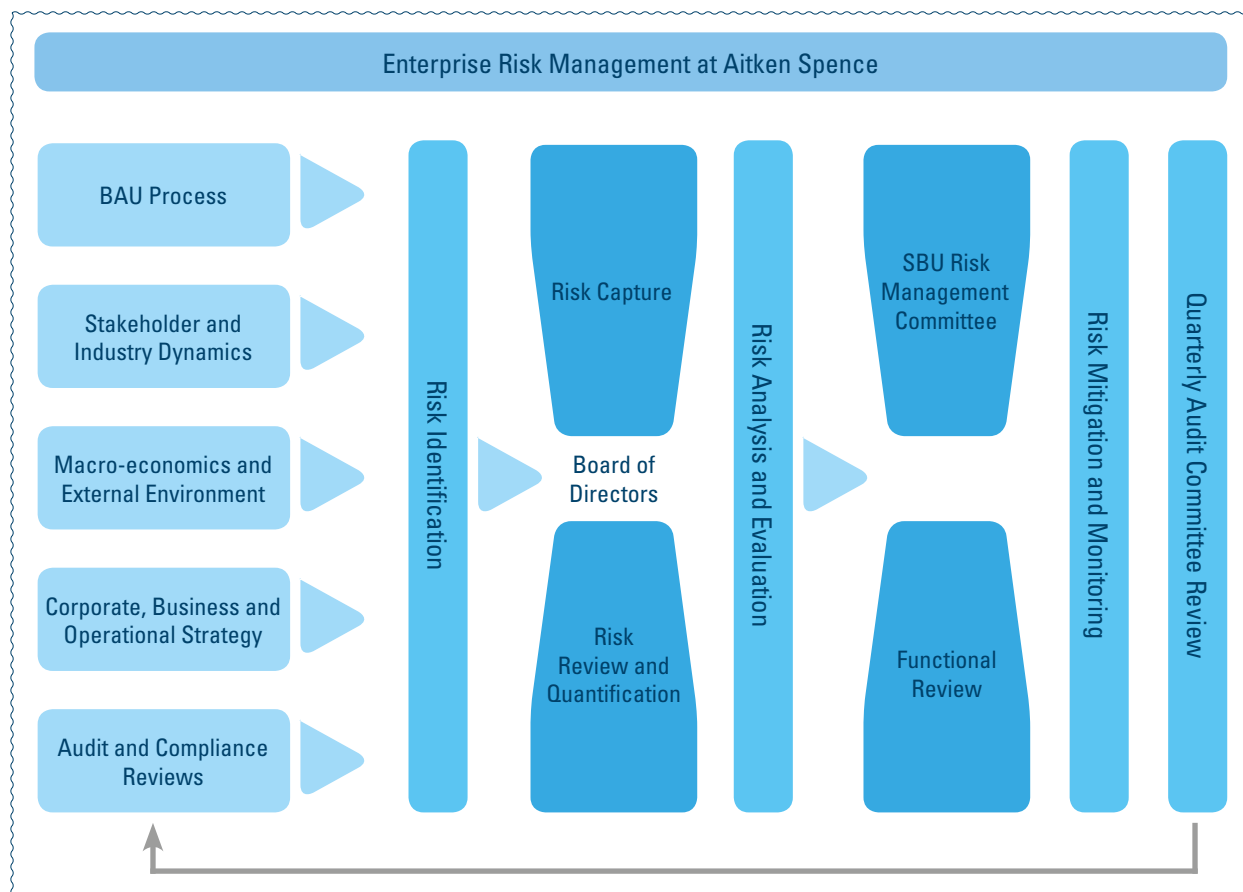 Enterprise Risk Management at Aitken Spence
BAU Process
Stakeholder and
Industry Dynamics
Macro-economics and
External Environment
Corporate, Business and
Operational Strategy
Audit and Compliance
Reviews
Risk Identification
Risk Capture
Board of
Directors
Risk
Review and
Quantification
Risk Analysis and Evaluation
SBU Risk
Management
Committee
Functional
Review
Risk Mitigation and Monitoring
Quarterly Audit Committee Review